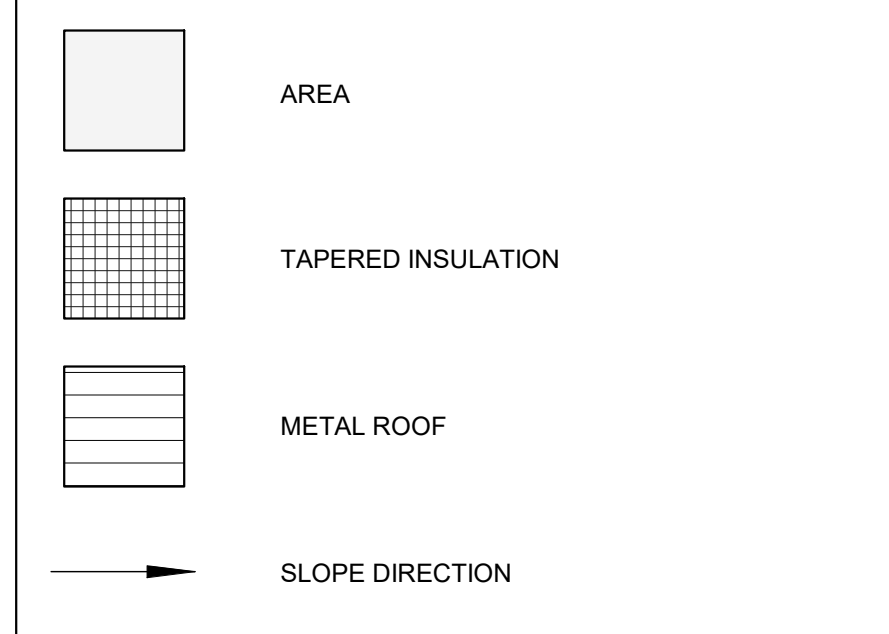 AREA
TAPERED INSULATION
METAL ROOF
SLOPE DIRECTION